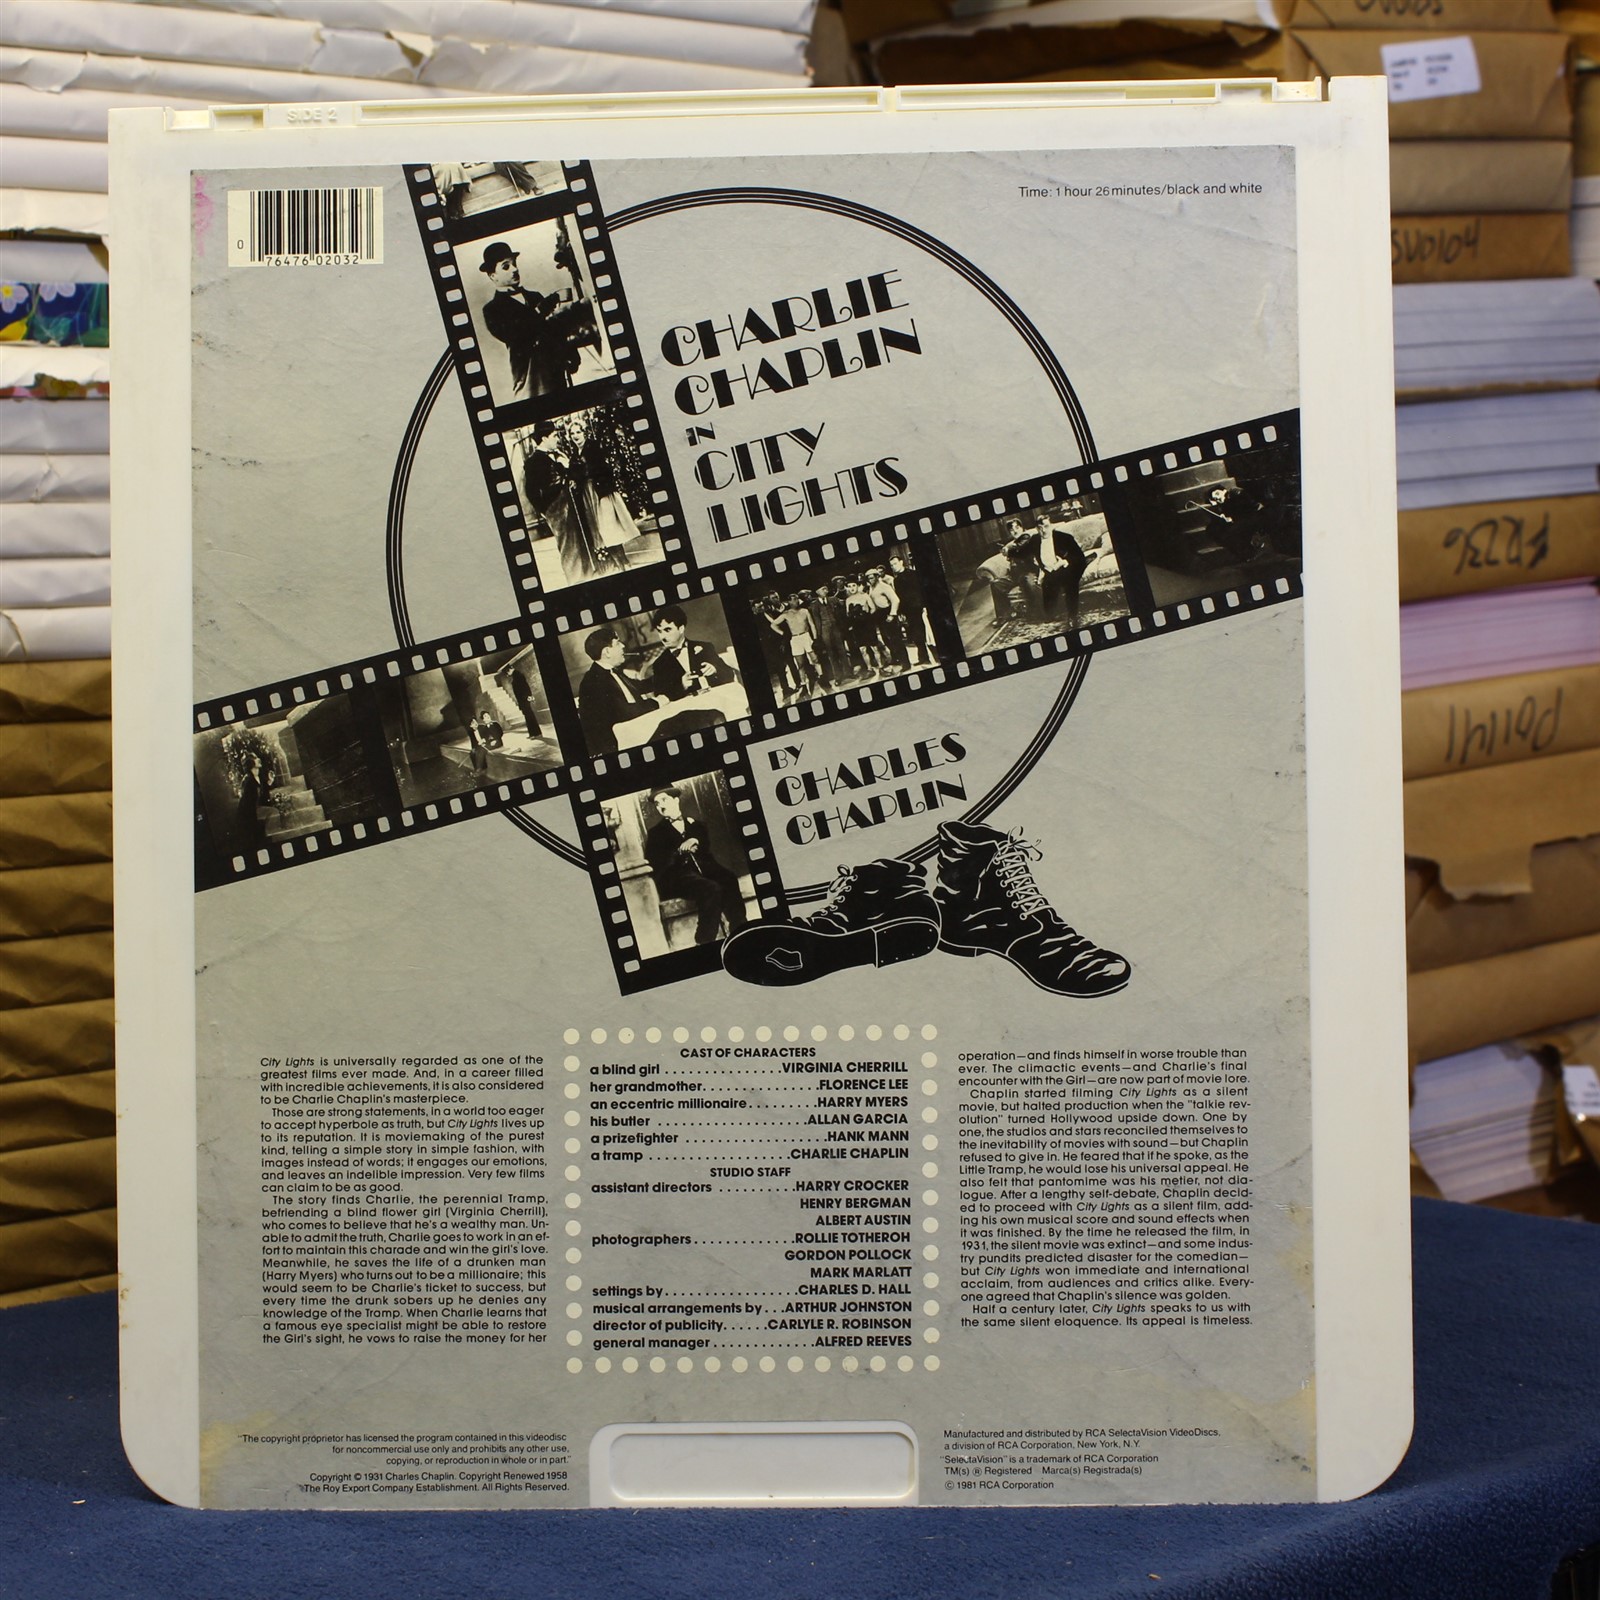 SIDE 2
0 76476 02032
Time: 1 hour 26 minutes/black and white
CHARLIE
CHAPLIN
IN
CITY
LIGHTS
BY
CHARLES
CHAPLIN
City Lights is universally regarded as one of the
greatest films ever made. And, in a career filled
with incredible achievements, it is also considered
to be Charlie Chaplin's masterpiece.
Those are strong statements, in a world too eager
to accept hyperbole as truth, but City Lights lives up
to its reputation. It is moviemaking of the purest
kind, telling a simple story in simple fashion, with
images instead of words; it engages our emotions,
and leaves an indelible impression. Very few films
can claim to be as good.
The story finds Charlie, the perennial Tramp,
befriending a blind flower girl (Virginia Cherrill),
who comes to believe that he's a wealthy man. Un-
able to admit the truth, Charlie goes to work in an ef-
fort to maintain this charade and win the girl's love.
Meanwhile, he saves the life of a drunken man
(Harry Myers) who turns out to be a millionaire; this
would seem to be Charlie's ticket to success, but
every time the drunk sobers up he denies any
knowledge of the Tramp. When Charlie learns that
a famous eye specialist might be able to restore
the Girl's sight, he vows to raise the money for her
CAST OF CHARACTERS
a blind girl ..............VIRGINIA CHERRILL
her grandmother..............FLORENCE LEE
an eccentric millionaire.........HARRY MYERS
his butler ..................ALLAN GARCIA
a prizefighter .................HANK MANN
a tramp .................CHARLIE CHAPLIN
STUDIO STAFF
assistant directors .........HARRY CROCKER
HENRY BERGMAN
ALBERT AUSTIN
photographers............ROLLIE TOTHEROH
GORDON POLLOCK
MARK MARLATT
settings by................CHARLES D. HALL
musical arrangements by...ARTHUR JOHNSTON
director of publicity......CARLYLE R. ROBINSON
general manager ............ALFRED REEVES
operation—and finds himself in worse trouble than
ever. The climactic events—and Charlie's final
encounter with the Girl—are now part of movie lore.
Chaplin started filming City Lights as a silent
movie, but halted production when the "talkie rev-
olution" turned Hollywood upside down. One by
one, the studios and stars reconciled themselves to
the inevitability of movies with sound—but Chaplin
refused to give in. He feared that if he spoke, as the
Little Tramp, he would lose his universal appeal. He
also felt that pantomime was his metier, not dia-
logue. After a lengthy self-debate, Chaplin decid-
ed to proceed with City Lights as a silent film, add-
ing his own musical score and sound effects when
it was finished. By the time he released the film, in
1931, the silent movie was extinct—and some indus-
try pundits predicted disaster for the comedian—
but City Lights won immediate and international
acclaim, from audiences and critics alike. Every-
one agreed that Chaplin's silence was golden.
Half a century later, City Lights speaks to us with
the same silent eloquence. Its appeal is timeless.
"The copyright proprietor has licensed the program contained in this videodisc
for noncommercial use only and prohibits any other use,
copying, or reproduction in whole or in part."
Copyright © 1931 Charles Chaplin. Copyright Renewed 1958
The Roy Export Company Establishment. All Rights Reserved.
Manufactured and distributed by RCA SelectaVision VideoDiscs,
a division of RCA Corporation, New York, N.Y.
"SelectaVision" is a trademark of RCA Corporation
TM(s) ® Registered Marca(s) Registrada(s)
© 1981 RCA Corporation
SV0104
P0141